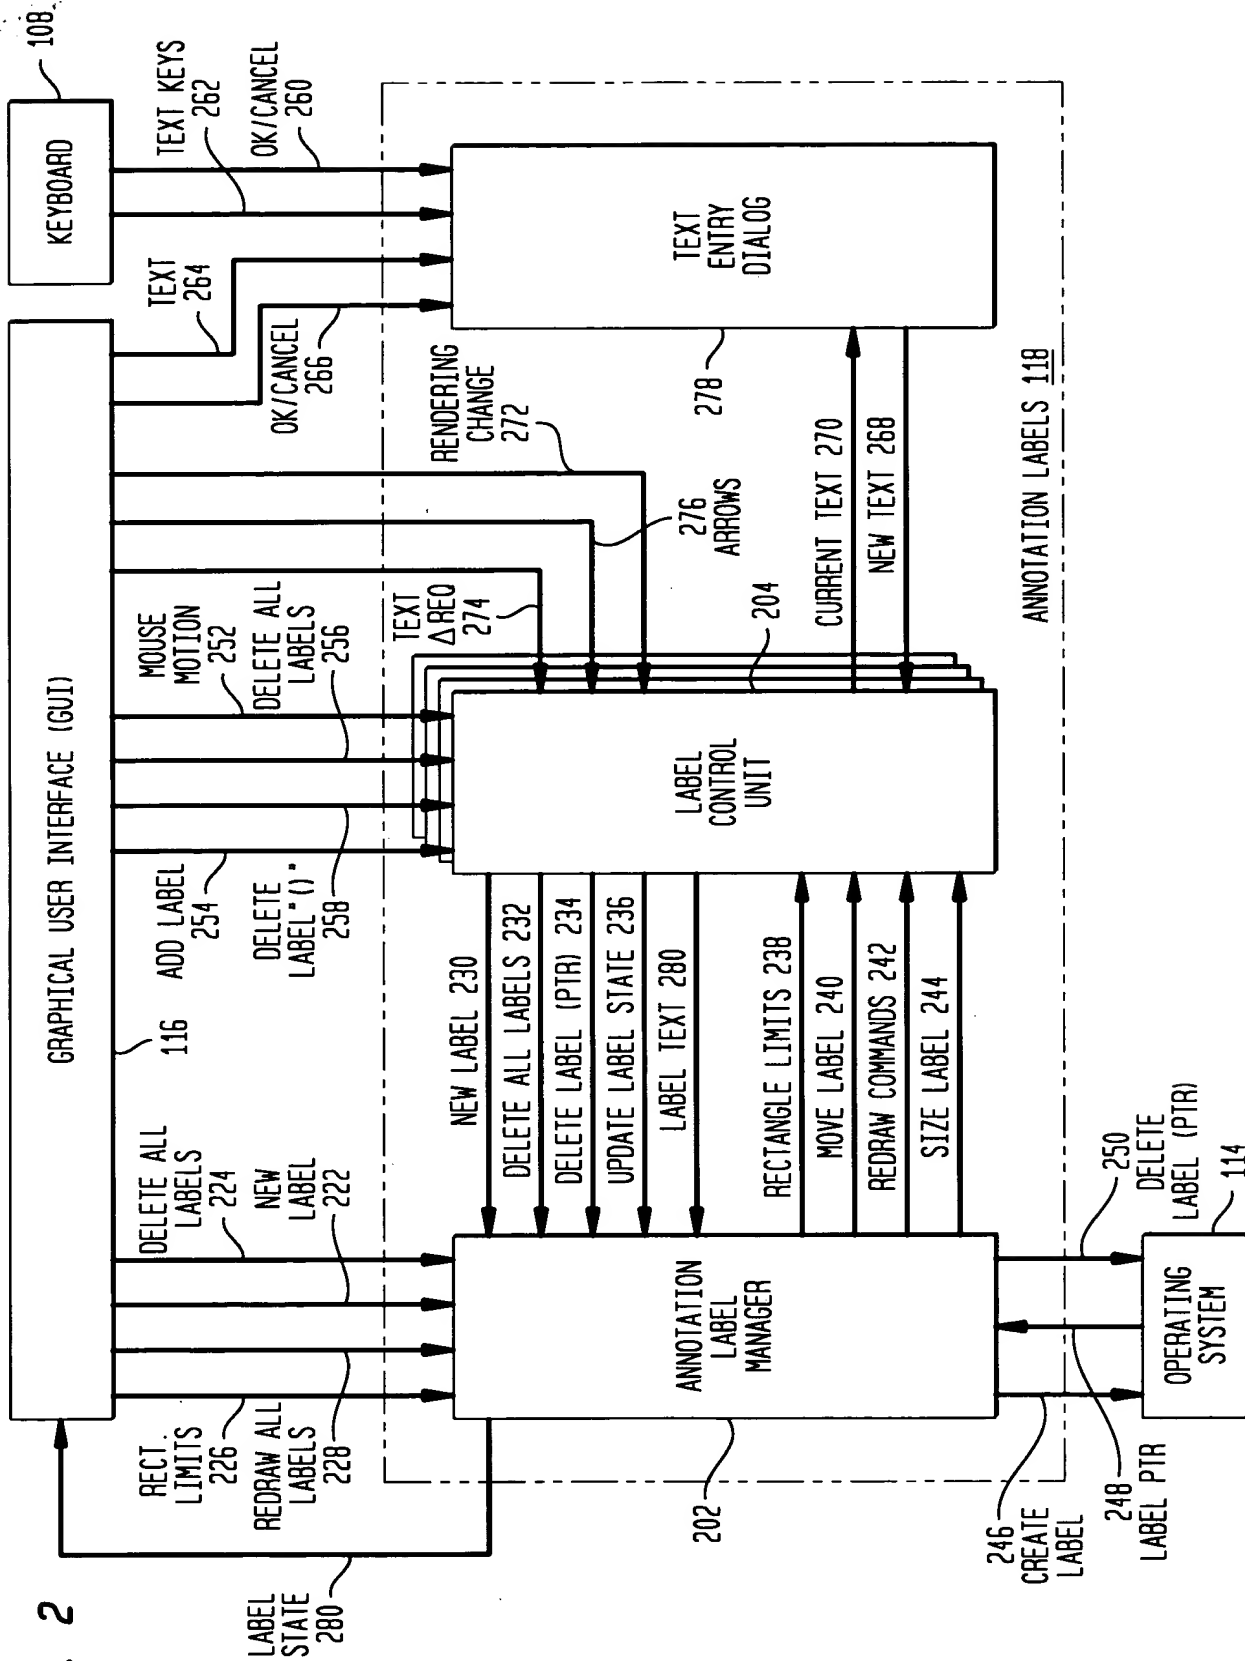 . 2
GRAPHICAL USER INTERFACE (GUI)
116
KEYBOARD
108
LABEL
STATE
280
RECT.
LIMITS
226
REDRAW ALL
LABELS
228
DELETE ALL
LABELS
224
NEW
LABEL
222
ADD LABEL
254
DELETE
LABEL"()"
258
MOUSE
MOTION
252
DELETE ALL
LABELS
256
TEXT
ΔREQ
274
276
ARROWS
RENDERING
CHANGE
272
TEXT
264
OK/CANCEL
266
TEXT KEYS
262
OK/CANCEL
260
ANNOTATION
LABEL
MANAGER
202
NEW LABEL 230
DELETE ALL LABELS 232
DELETE LABEL (PTR) 234
UPDATE LABEL STATE 236
LABEL TEXT 280
RECTANGLE LIMITS 238
MOVE LABEL 240
REDRAW COMMANDS 242
SIZE LABEL 244
LABEL
CONTROL
UNIT
204
CURRENT TEXT 270
NEW TEXT 268
TEXT
ENTRY
DIALOG
278
ANNOTATION LABELS 118
246
CREATE
LABEL
248
LABEL PTR
250
DELETE
LABEL (PTR)
OPERATING
SYSTEM
114